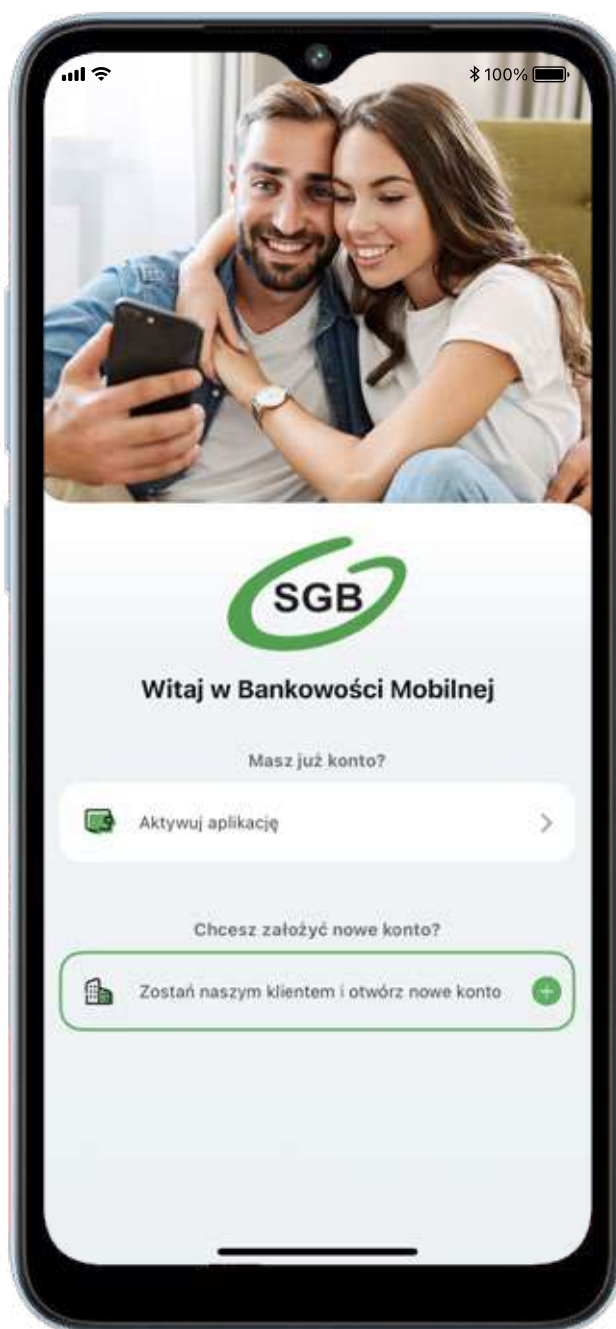 100%
SGB
Witaj w Bankowości Mobilnej
Masz już konto?
Aktywuj aplikację
Chcesz założyć nowe konto?
Zostań naszym klientem i otwórz nowe konto